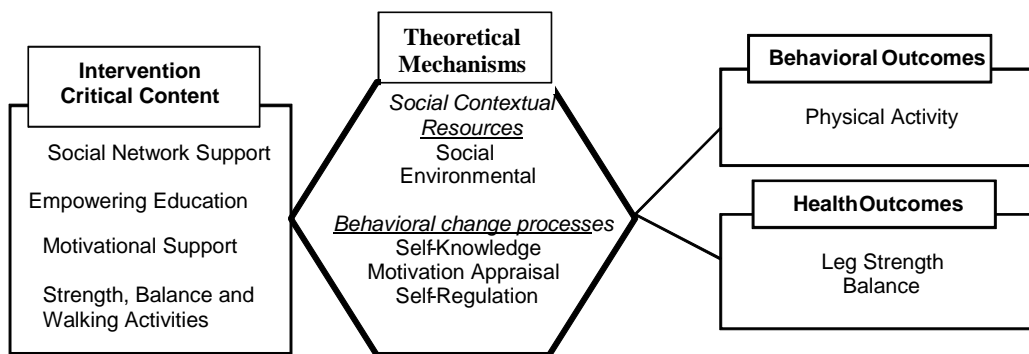 Intervention
Critical Content
Social Network Support
Empowering Education
Motivational Support
Strength, Balance and
Walking Activities
Theoretical
Mechanisms
Social Contextual
Resources
Social
Environmental
Behavioral change processes
Self-Knowledge
Motivation Appraisal
Self-Regulation
Behavioral Outcomes
Physical Activity
Health Outcomes
Leg Strength
Balance